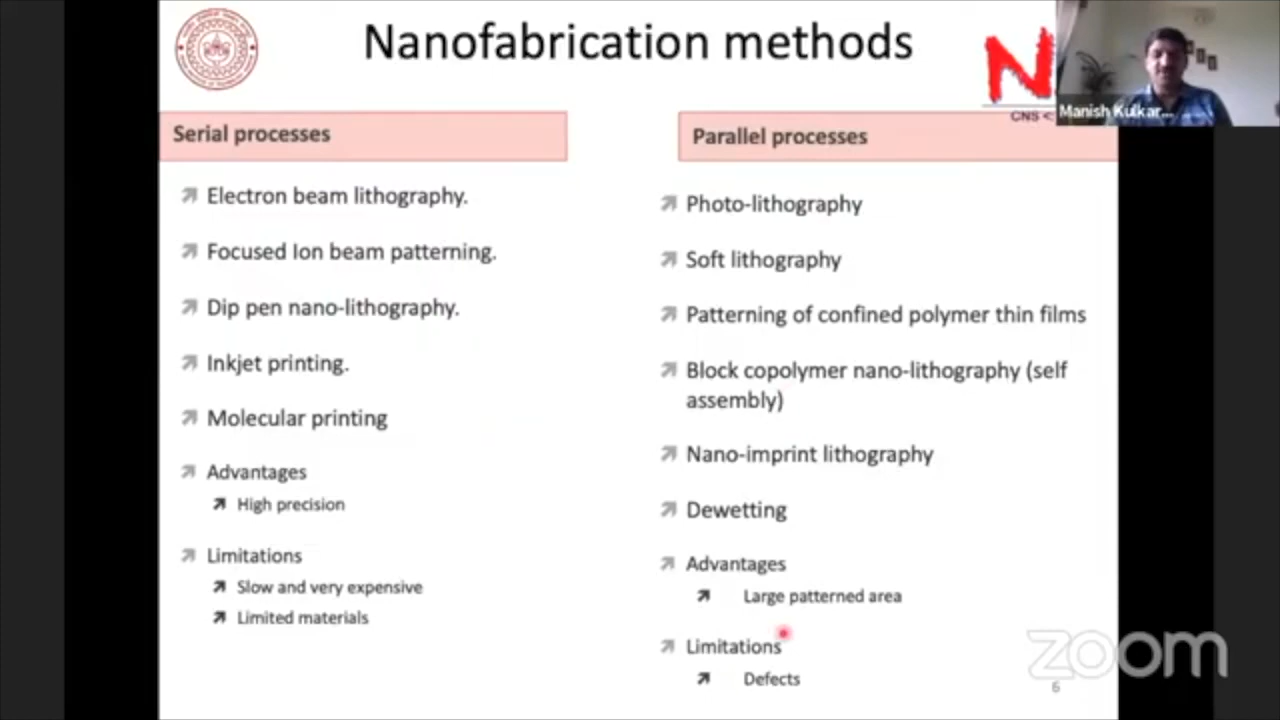 Nanofabrication methods
N
CNS <
Manish Kulkar...
Serial processes
Electron beam lithography.
Focused Ion beam patterning.
Dip pen nano-lithography.
Inkjet printing.
Molecular printing
Advantages
High precision
Limitations
Slow and very expensive
Limited materials
Parallel processes
Photo-lithography
Soft lithography
Patterning of confined polymer thin films
Block copolymer nano-lithography (self
assembly)
Nano-imprint lithography
Dewetting
Advantages
Large patterned area
Limitations
Defects
zoom
6